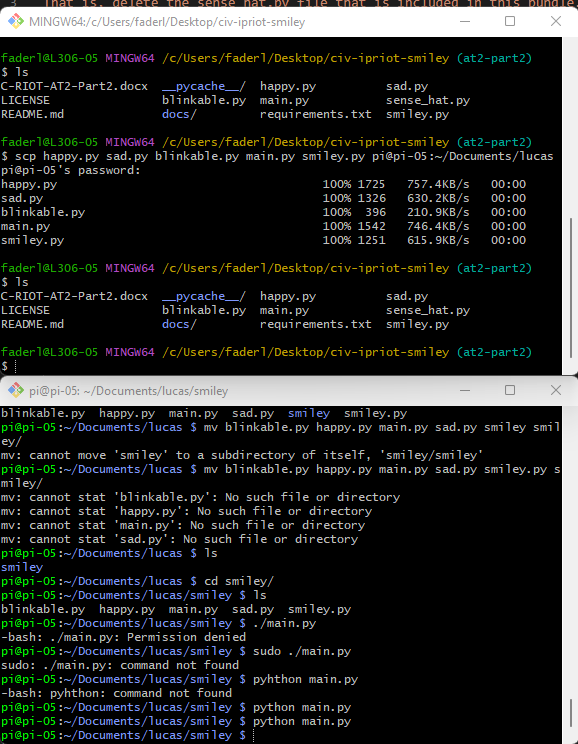 3 That is, delete the sense_hat.py file that is included in this bundle
MINGW64:/c/Users/faderl/Desktop/civ-ipriot-smiley
faderl@L306-05 MINGW64 /c/Users/faderl/Desktop/civ-ipriot-smiley (at2-part2)
$ ls
C-RIOT-AT2-Part2.docx __pycache__/ happy.py sad.py
LICENSE blinkable.py main.py sense_hat.py
README.md docs/ requirements.txt smiley.py
faderl@L306-05 MINGW64 /c/Users/faderl/Desktop/civ-ipriot-smiley (at2-part2)
$ scp happy.py sad.py blinkable.py main.py smiley.py pi@pi-05:~/Documents/lucas
pi@pi-05's password:
happy.py 100% 1725 757.4KB/s 00:00
sad.py 100% 1326 630.2KB/s 00:00
blinkable.py 100% 396 210.9KB/s 00:00
main.py 100% 1542 746.4KB/s 00:00
smiley.py 100% 1251 615.9KB/s 00:00
faderl@L306-05 MINGW64 /c/Users/faderl/Desktop/civ-ipriot-smiley (at2-part2)
$ ls
C-RIOT-AT2-Part2.docx __pycache__/ happy.py sad.py
LICENSE blinkable.py main.py sense_hat.py
README.md docs/ requirements.txt smiley.py
faderl@L306-05 MINGW64 /c/Users/faderl/Desktop/civ-ipriot-smiley (at2-part2)
$
pi@pi-05: ~/Documents/lucas/smiley
blinkable.py happy.py main.py sad.py smiley smiley.py
pi@pi-05:~/Documents/lucas $ mv blinkable.py happy.py main.py sad.py smiley smil
ey/
mv: cannot move 'smiley' to a subdirectory of itself, 'smiley/smiley'
pi@pi-05:~/Documents/lucas $ mv blinkable.py happy.py main.py sad.py smiley.py s
miley/
mv: cannot stat 'blinkable.py': No such file or directory
mv: cannot stat 'happy.py': No such file or directory
mv: cannot stat 'main.py': No such file or directory
mv: cannot stat 'sad.py': No such file or directory
pi@pi-05:~/Documents/lucas $ ls
smiley
pi@pi-05:~/Documents/lucas $ cd smiley/
pi@pi-05:~/Documents/lucas/smiley $ ls
blinkable.py happy.py main.py sad.py smiley.py
pi@pi-05:~/Documents/lucas/smiley $ ./main.py
-bash: ./main.py: Permission denied
pi@pi-05:~/Documents/lucas/smiley $ sudo ./main.py
sudo: ./main.py: command not found
pi@pi-05:~/Documents/lucas/smiley $ pyhthon main.py
-bash: pyhthon: command not found
pi@pi-05:~/Documents/lucas/smiley $ python main.py
pi@pi-05:~/Documents/lucas/smiley $ python main.py
pi@pi-05:~/Documents/lucas/smiley $